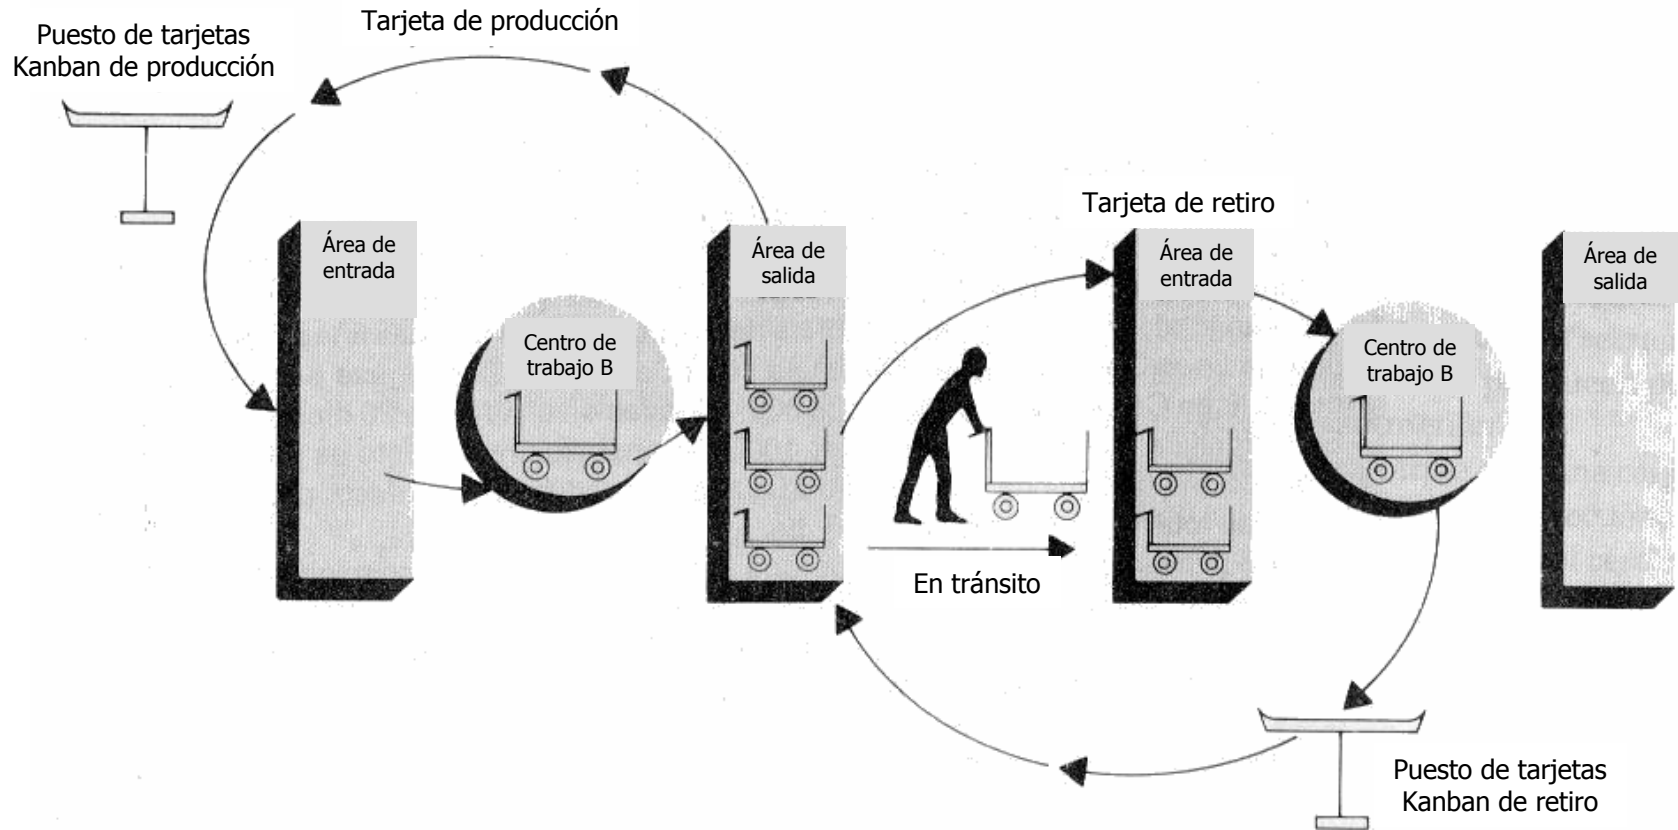 Tarjeta de producción
Puesto de tarjetas
Kanban de producción
Tarjeta de retiro
Área de
entrada
Área de
salida
Área de
entrada
Área de
salida
Centro de
trabajo B
Centro de
trabajo B
En tránsito
Puesto de tarjetas
Kanban de retiro